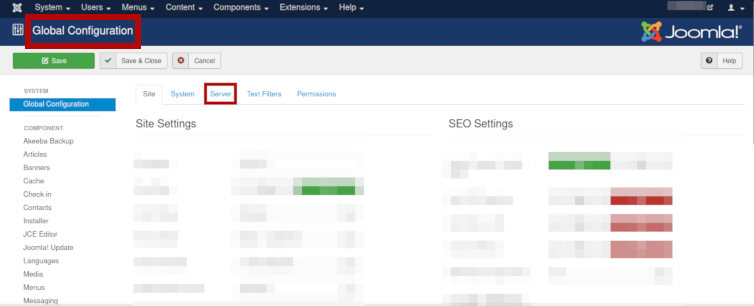 System Users Menus Content Components Extensions Help
Global Configuration
Joomla!®
Save
Save & Close
Cancel
Help
SYSTEM
Global Configuration
COMPONENT
Akeeba Backup
Articles
Banners
Cache
Check-in
Contacts
Installer
JCE Editor
Joomla! Update
Languages
Media
Menus
Messaging
Site System Server Text Filters Permissions
Site Settings
SEO Settings